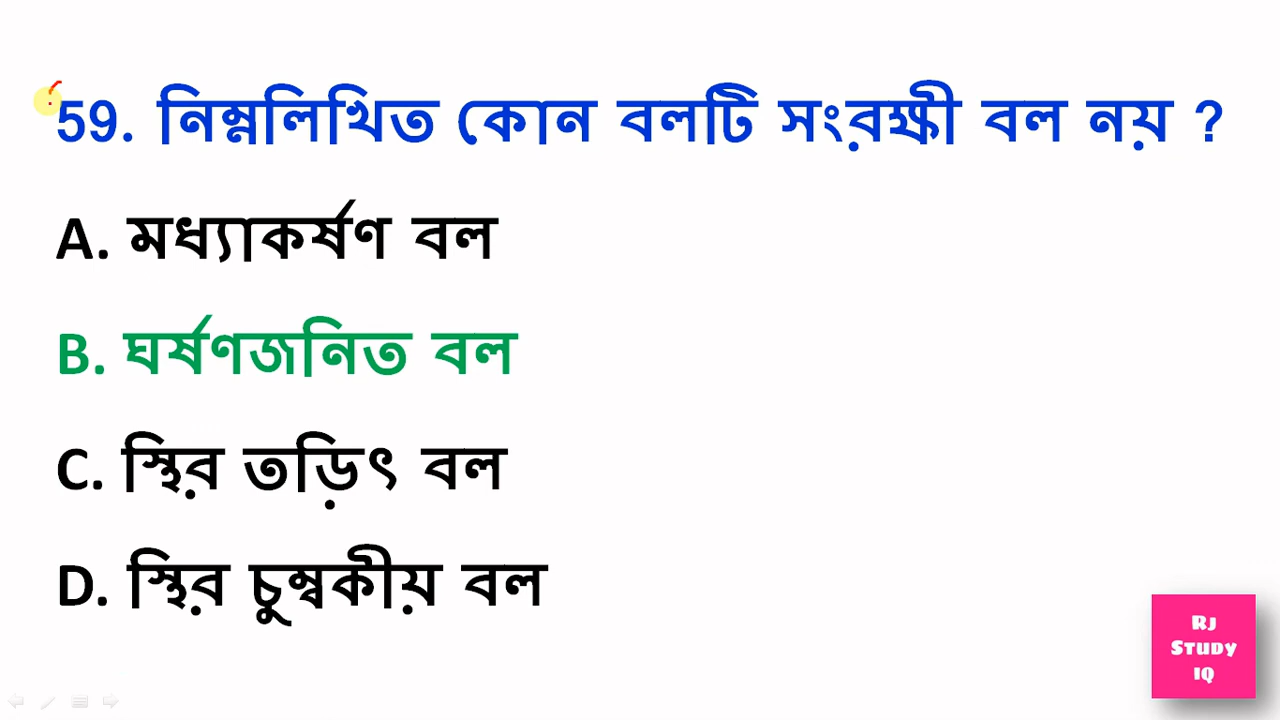 59. নিম্নলিখিত কোন বলটি সংরক্ষী বল নয় ?
A. মধ্যাকর্ষণ বল
B. ঘর্ষণজনিত বল
C. স্থির তড়িৎ বল
D. স্থির চুম্বকীয় বল
RJ
STUDY
IQ